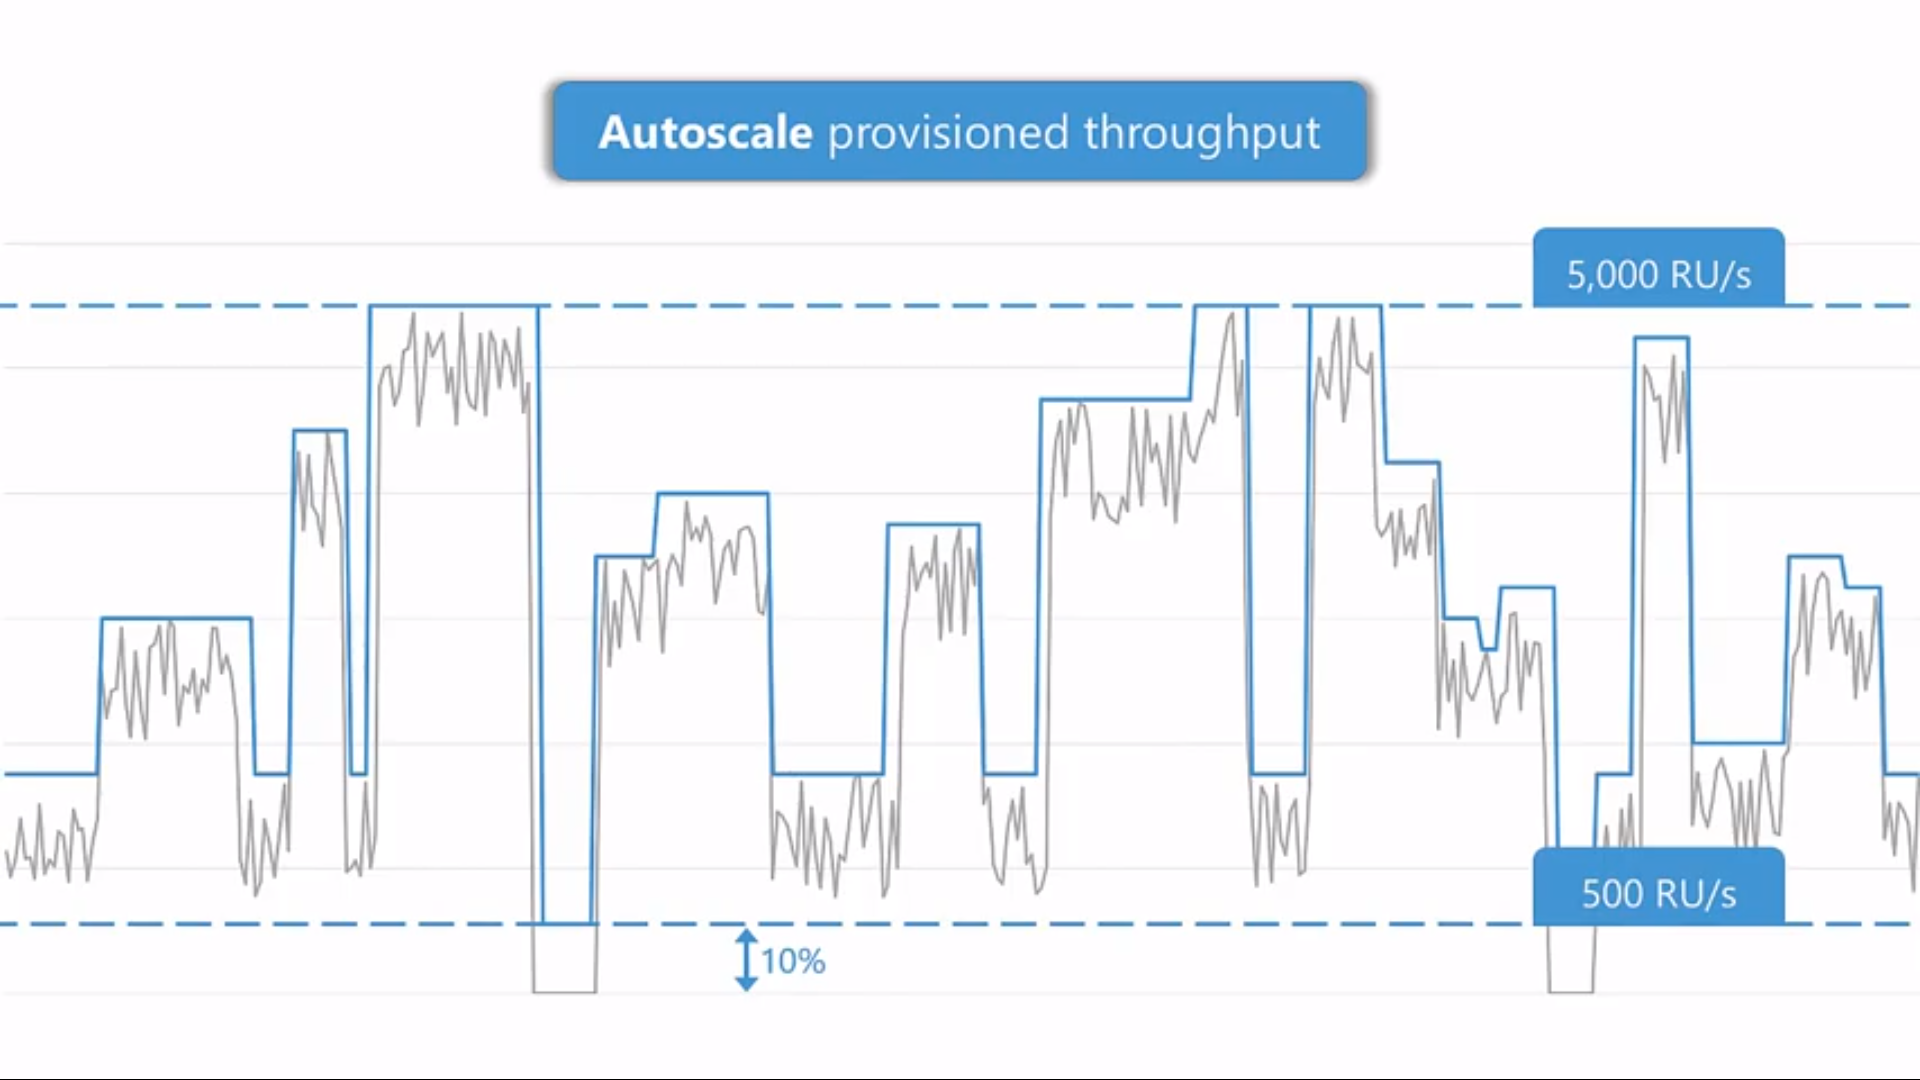 Autoscale provisioned throughput
5,000 RU/s
500 RU/s
10%